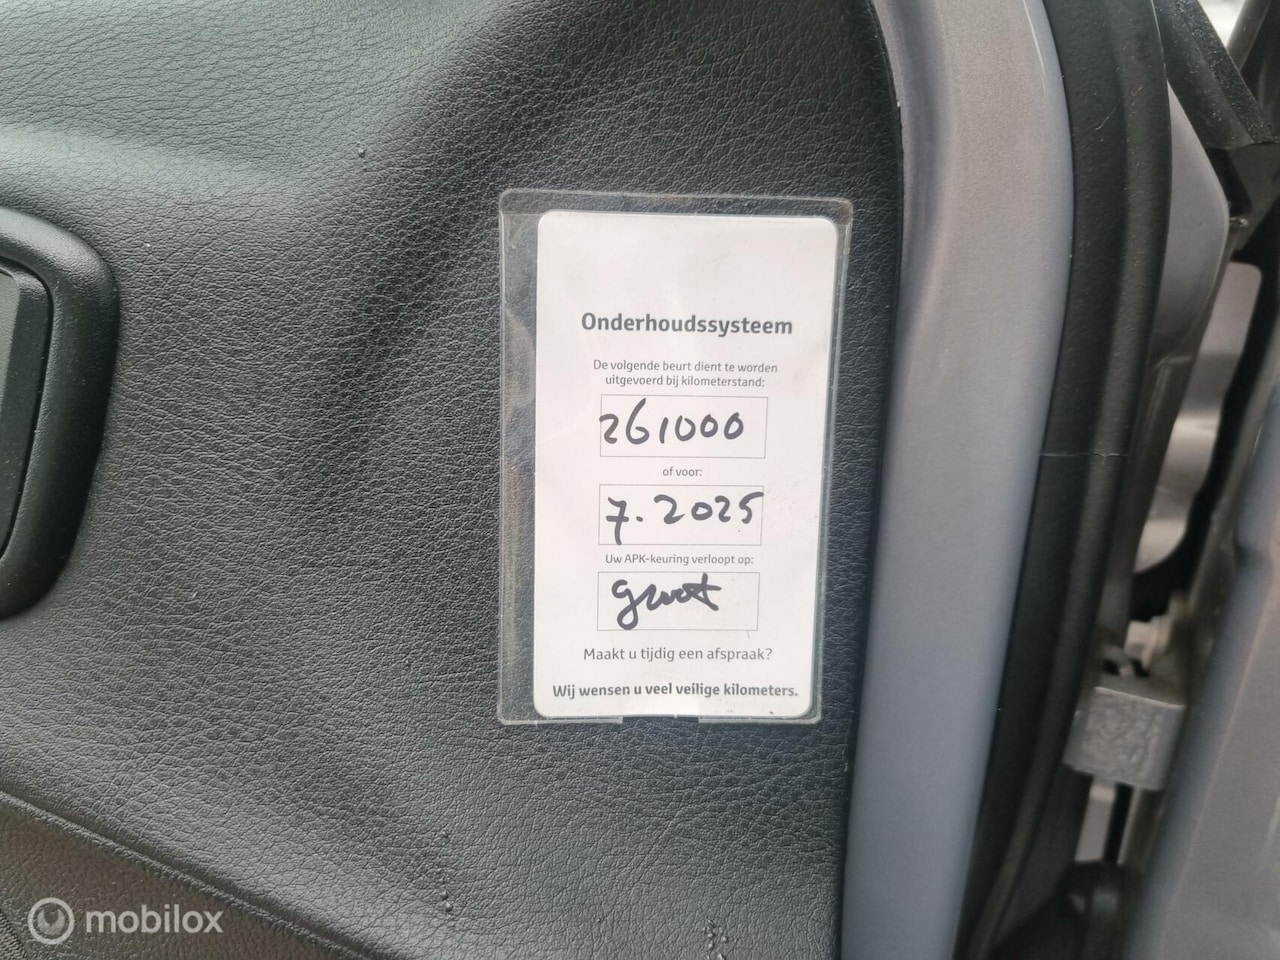 Onderhoudssysteem
De volgende beurt dient te worden
uitgevoerd bij kilometerstand:
261000
of voor:
7.2025
Uw APK-keuring verloopt op:
groot
Maakt u tijdig een afspraak?
Wij wensen u veel veilige kilometers.
mobilox